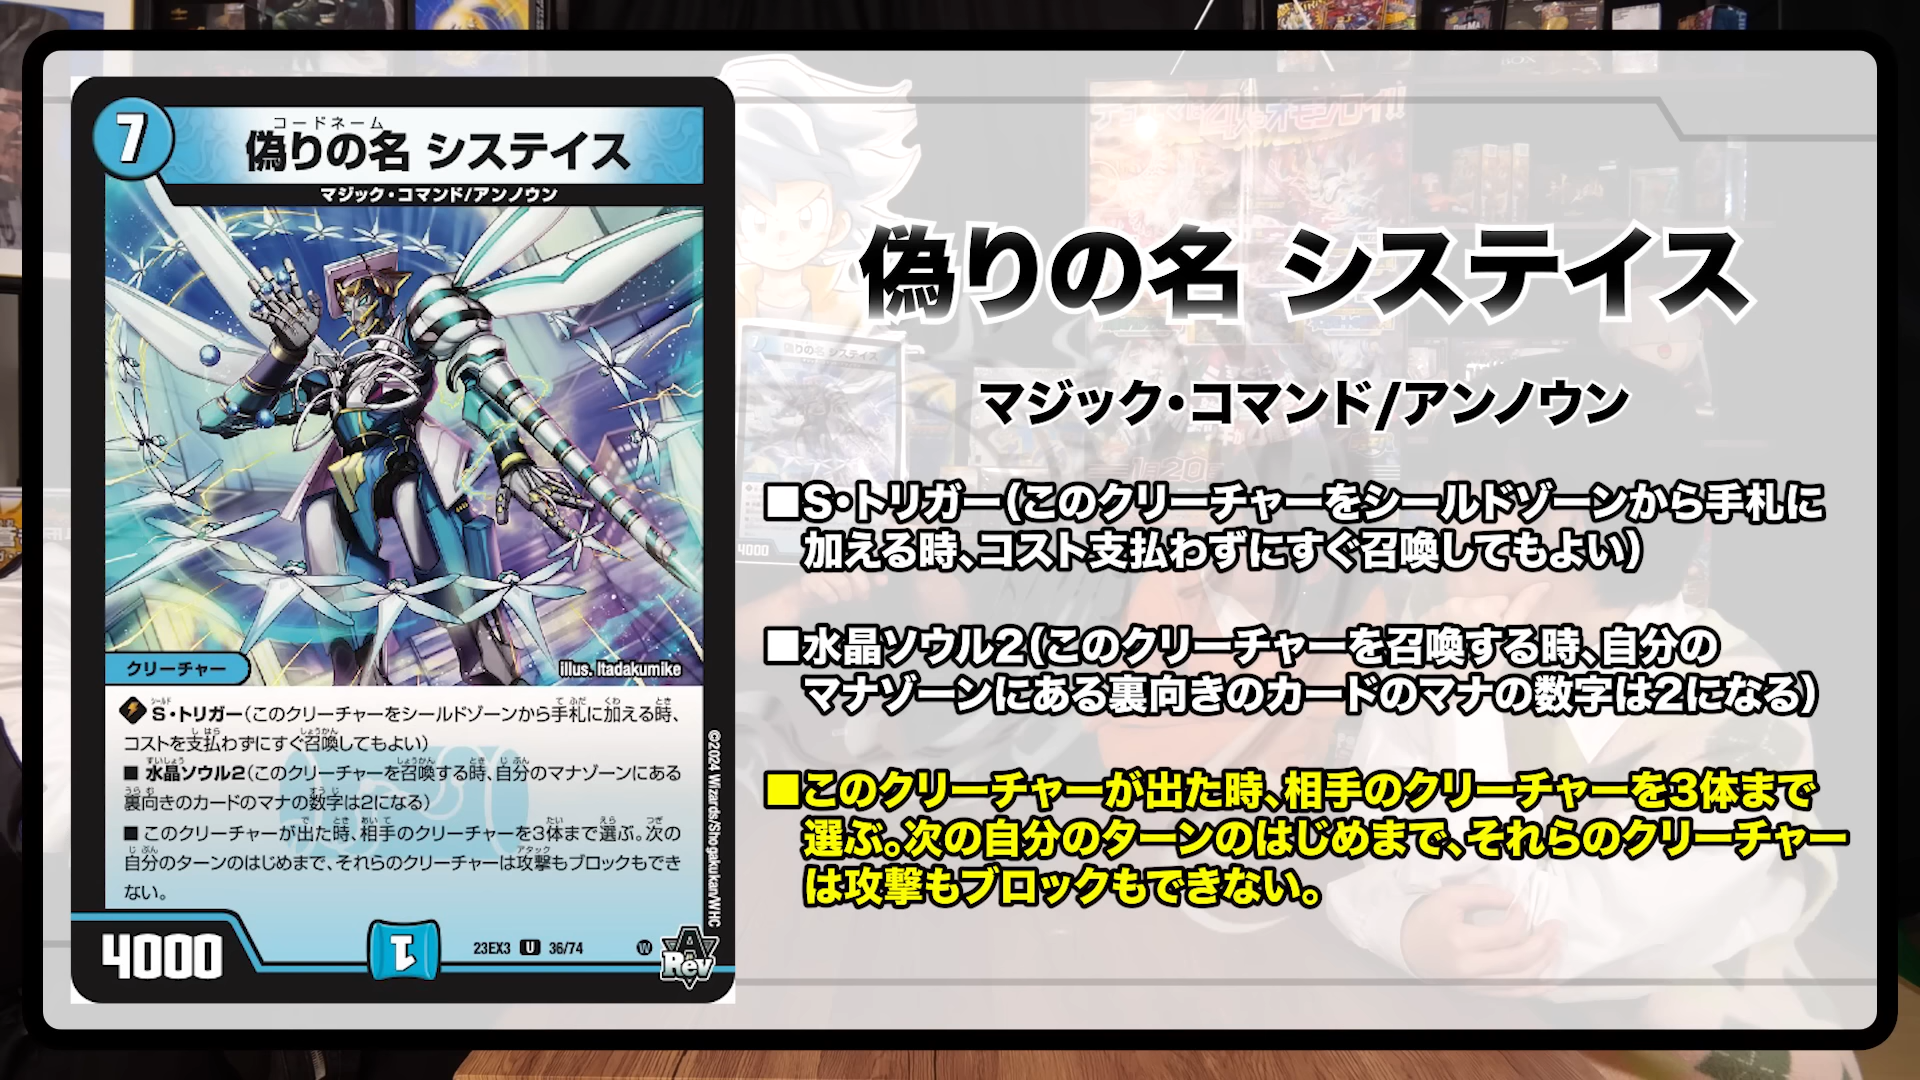 7
コードネーム
偽りの名 システイス
マジック・コマンド/アンノウン
クリーチャー
illus. Itadakumike
S・トリガー(このクリーチャーをシールドゾーンから手札に加える時、
コストを支払わずにすぐ召喚してもよい)
■水晶ソウル2(このクリーチャーを召喚する時、自分のマナゾーンにある
裏向きのカードのマナの数字は2になる)
■このクリーチャーが出た時、相手のクリーチャーを3体まで選ぶ。次の
自分のターンのはじめまで、それらのクリーチャーは攻撃もブロックもでき
ない。
©2024 Wizards/Shogakukan/WHC
4000
1
23EX3 U 36/74
W
Rev
偽りの名 システイス
マジック・コマンド/アンノウン
■S・トリガー(このクリーチャーをシールドゾーンから手札に
加える時、コスト支払わずにすぐ召喚してもよい)
■水晶ソウル2(このクリーチャーを召喚する時、自分の
マナゾーンにある裏向きのカードのマナの数字は2になる)
■このクリーチャーが出た時、相手のクリーチャーを3体まで
選ぶ。次の自分のターンのはじめまで、それらのクリーチャー
は攻撃もブロックもできない。
偽りの名 システイス
4000